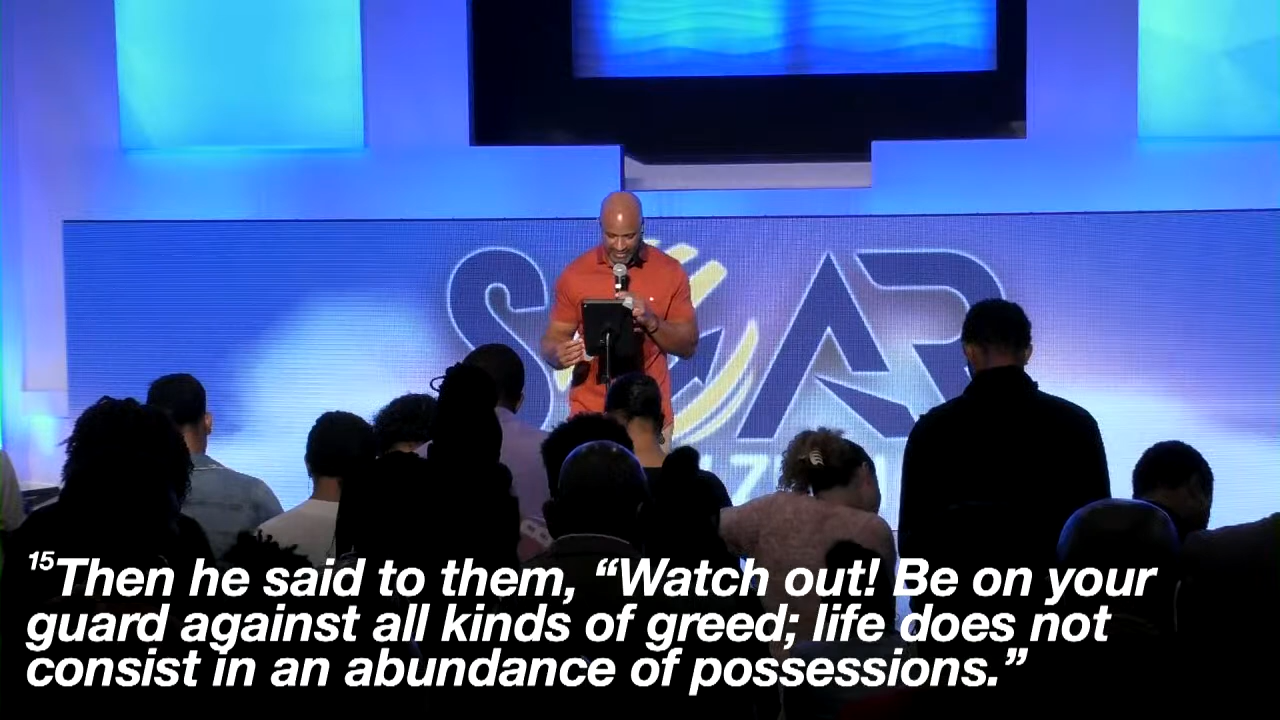 SOAR
¹⁵Then he said to them, “Watch out! Be on your
guard against all kinds of greed; life does not
consist in an abundance of possessions.”